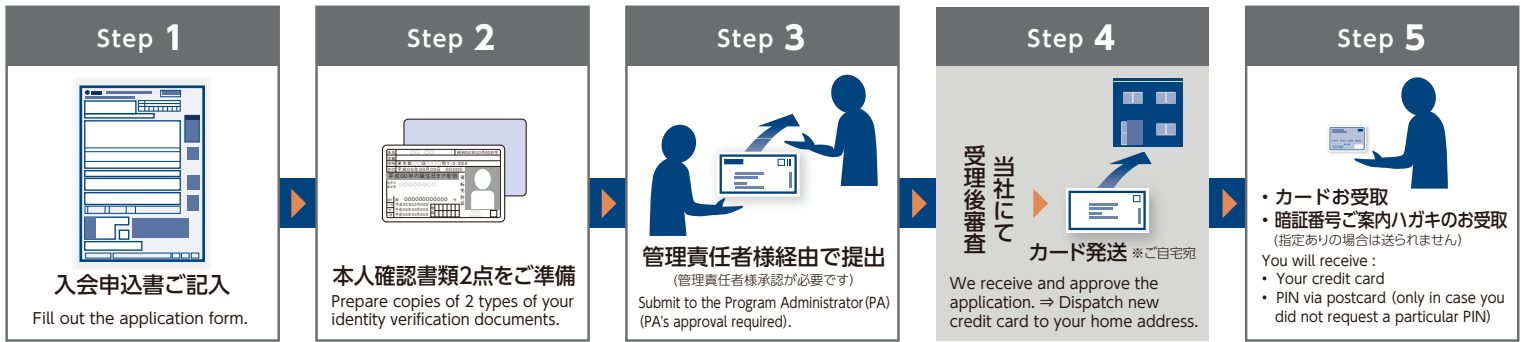 Step 1
入会申込書ご記入
Fill out the application form.
Step 2
本人確認書類2点をご準備
Prepare copies of 2 types of your
identity verification documents.
Step 3
管理責任者様経由で提出
(管理責任者様承認が必要です)
Submit to the Program Administrator(PA)
(PA's approval required).
Step 4
当社にて
受理後審査
カード発送 ※ご自宅宛
We receive and approve the
application. ⇒ Dispatch new
credit card to your home address.
Step 5
・カードお受取
・暗証番号ご案内ハガキのお受取
(指定ありの場合は送られません)
You will receive :
• Your credit card
• PIN via postcard (only in case you
did not request a particular PIN)